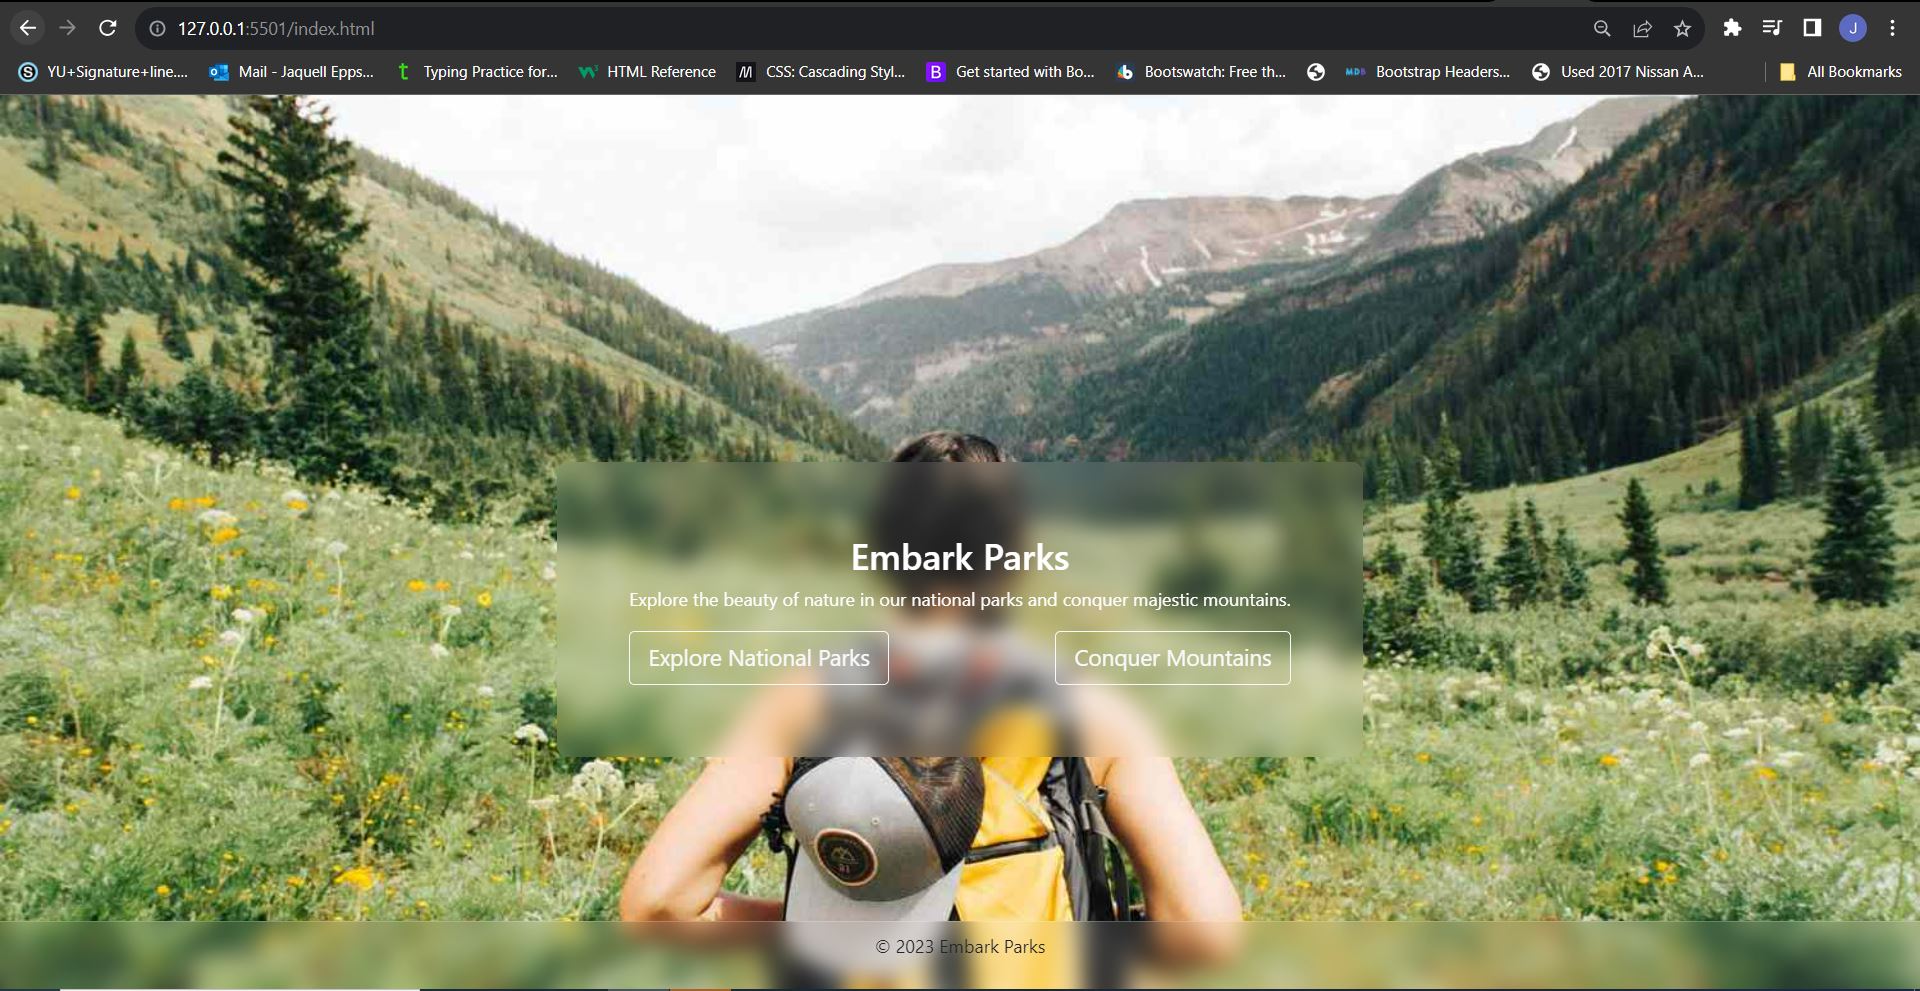 127.0.0.1:5501/index.html
J
YU+Signature+line.... Mail - Jaquell Epps... Typing Practice for... HTML Reference CSS: Cascading Styl... Get started with Bo... Bootswatch: Free th... MDB Bootstrap Headers... Used 2017 Nissan A... All Bookmarks
Embark Parks
Explore the beauty of nature in our national parks and conquer majestic mountains.
Explore National Parks Conquer Mountains
© 2023 Embark Parks